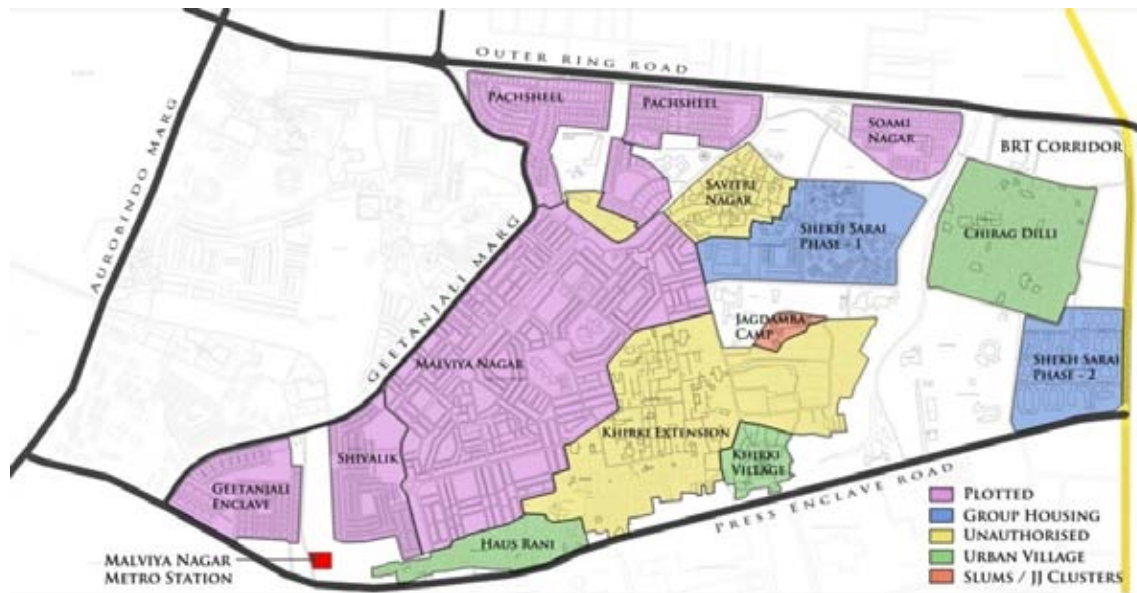 OUTER RING ROAD
PACHSHEEL
PACHSHEEL
SOAMI
NAGAR
BRT CORRIDOR
AUROBINDO MARG
SAVITRI
NAGAR
SHEKH SARAI
PHASE - 1
CHIRAG DILLI
GEETANJALI MARG
JAGDAMBA
CAMP
MALVIYA NAGAR
SHEKH SARAI
PHASE - 2
KHIRKI EXTENSION
SHIVALIK
KHIRKI
VILLAGE
GEETANJALI
ENCLAVE
PRESS ENCLAVE ROAD
HAUS RANI
MALVIYA NAGAR
METRO STATION
PLOTTED
GROUP HOUSING
UNAUTHORISED
URBAN VILLAGE
SLUMS / JJ CLUSTERS